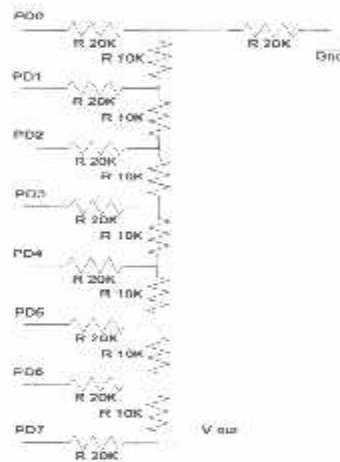 PD0
R 20K R 20K
R 10K Gnd
PD1
R 20K
R 10K
PD2
R 20K
R 10K
PD3
R 20K
R 10K
PD4
R 20K
R 10K
PD5
R 20K
R 10K
PD6
R 20K
R 10K
PD7 V out
R 20K